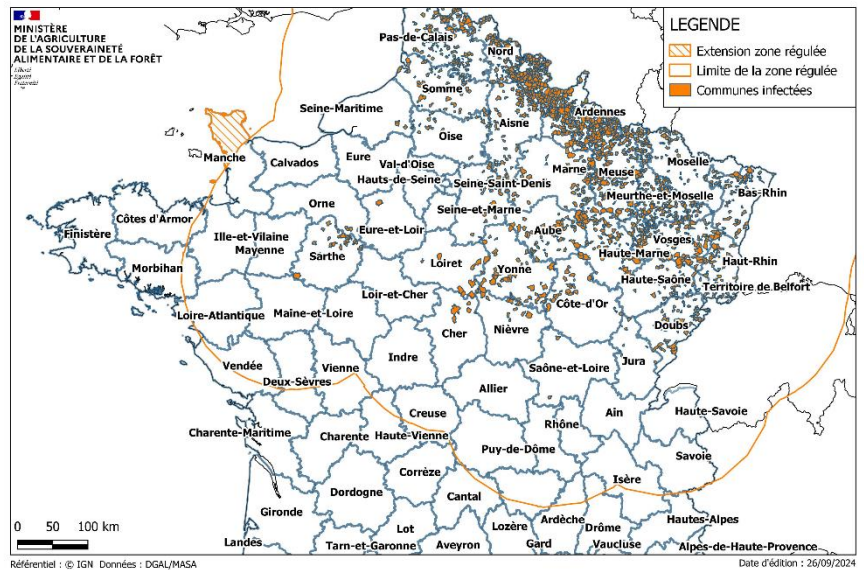 MINISTÈRE
DE L'AGRICULTURE
DE LA SOUVERAINETÉ
ALIMENTAIRE ET DE LA FORÊT
Liberté
Égalité
Fraternité
LEGENDE
Extension zone régulée
Limite de la zone régulée
Communes infectées
Pas-de-Calais
Nord
Somme
Seine-Maritime
Aisne
Ardennes
Ôise
Manche
Calvados
Eure
Val-d'Oise
Hauts-de-Seine
Marne
Meuse
Moselle
Seine-Saint-Denis
Bas-Rhin
Meurthe-et-Moselle
Orne
Seine-et-Marne
Côtes d'Armor
Finistère
Ille-et-Vilaine
Mayenne
Eure-et-Loir
Aube
Vosges
Morbihan
Sarthe
Haute-Marne
Haut-Rhin
Loiret
Yonne
Haute-Saône
Territoire de Belfort
Loir-et-Cher
Loire-Atlantique
Maine-et-Loire
Côte-d'Or
Cher
Nièvre
Doubs
Indre
Vendée
Vienne
Saône-et-Loire
Jura
Deux-Sèvres
Allier
Creuse
Ain
Haute-Savoie
Rhône
Charente-Maritime
Charente
Haute-Vienne
Puy-de-Dôme
Savoie
Corrèze
Isère
Dordogne
Cantal
Gironde
Ardèche
Hautes-Alpes
Lot
Lozère
Drôme
Landes
Tarn-et-Garonne
Aveyron
Gard
Vaucluse
Alpes-de-Haute-Provence
0 50 100 km
Référentiel : © IGN Données : DGAL/MASA
Date d'édition : 26/09/2024